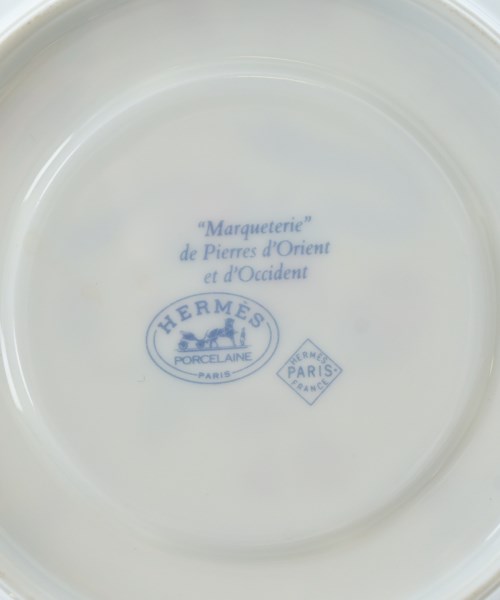 “Marqueterie”
de Pierres d’Orient
et d’Occident
HERMÈS
PORCELAINE
PARIS
HERMÈS
PARIS
FRANCE